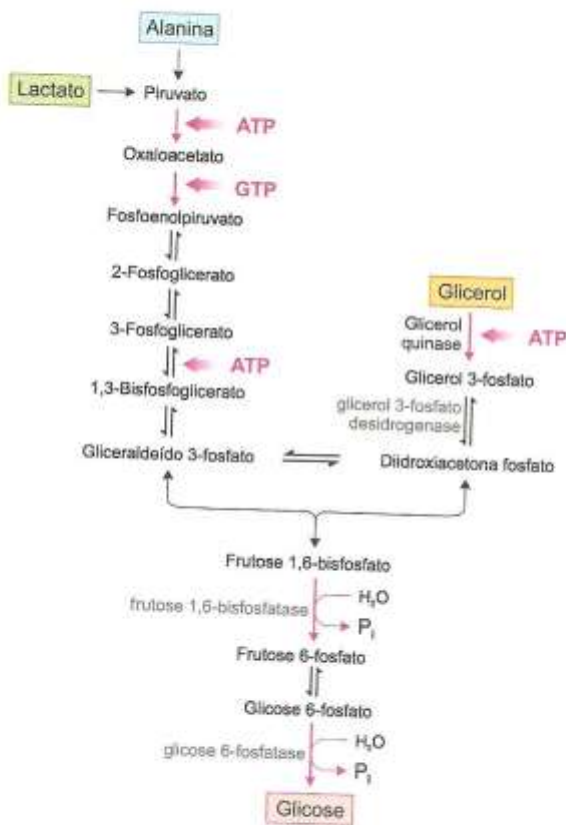 Alanina
Lactato
Piruvato
ATP
Oxaloacetato
GTP
Fosfoenolpiruvato
2-Fosfoglicerato
3-Fosfoglicerato
ATP
1,3-Bisfosfoglicerato
Gliceraldeído 3-fosfato
Glicerol
Glicerol
quinase
ATP
Glicerol 3-fosfato
glicerol 3-fosfato
desidrogenase
Diidroxiacetona fosfato
Frutose 1,6-bisfosfato
frutose 1,6-bisfosfatase
H₂O
Pᵢ
Frutose 6-fosfato
Glicose 6-fosfato
glicose 6-fosfatase
H₂O
Pᵢ
Glicose